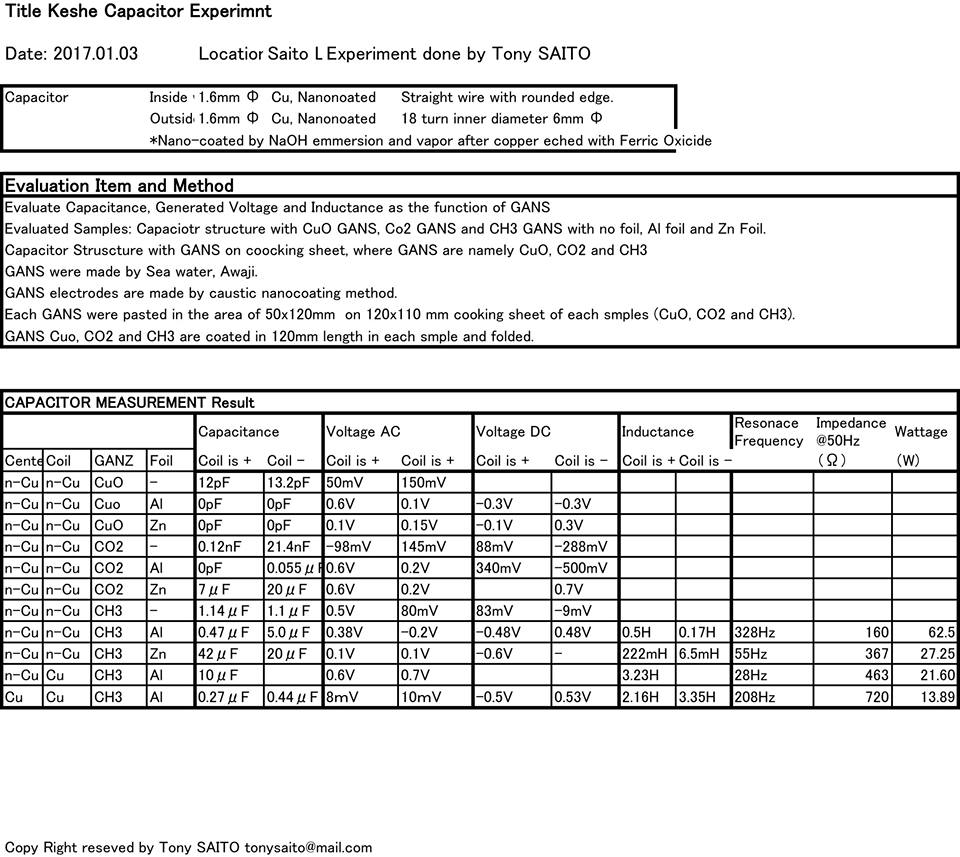 Title Keshe Capacitor Experimnt
Date: 2017.01.03 Location Saito L Experiment done by Tony SAITO
Capacitor Inside 1.6mm Φ Cu, Nanonoated Straight wire with rounded edge.
Outsid 1.6mm Φ Cu, Nanonoated 18 turn inner diameter 6mm Φ
*Nano-coated by NaOH emmersion and vapor after copper eched with Ferric Oxicide
Evaluation Item and Method
Evaluate Capacitance, Generated Voltage and Inductance as the function of GANS
Evaluated Samples: Capaciotr structure with CuO GANS, Co2 GANS and CH3 GANS with no foil, Al foil and Zn Foil.
Capacitor Struscture with GANS on coocking sheet, where GANS are namely CuO, CO2 and CH3
GANS were made by Sea water, Awaji.
GANS electrodes are made by caustic nanocoating method.
Each GANS were pasted in the area of 50x120mm on 120x110 mm cooking sheet of each smples (CuO, CO2 and CH3).
GANS Cuo, CO2 and CH3 are coated in 120mm length in each smple and folded.
CAPACITOR MEASUREMENT Result
Capacitance Voltage AC Voltage DC Inductance Resonace Frequency Impedance @50Hz Wattage
Cente Coil GANZ Foil Coil is + Coil - Coil is + Coil is + Coil is + Coil is - Coil is + Coil is - (Ω) (W)
n-Cu n-Cu CuO - 12pF 13.2pF 50mV 150mV
n-Cu n-Cu Cuo Al 0pF 0pF 0.6V 0.1V -0.3V -0.3V
n-Cu n-Cu CuO Zn 0pF 0pF 0.1V 0.15V -0.1V 0.3V
n-Cu n-Cu CO2 - 0.12nF 21.4nF -98mV 145mV 88mV -288mV
n-Cu n-Cu CO2 Al 0pF 0.055μF 0.6V 0.2V 340mV -500mV
n-Cu n-Cu CO2 Zn 7μF 20μF 0.6V 0.2V 0.7V
n-Cu n-Cu CH3 - 1.14μF 1.1μF 0.5V 80mV 83mV -9mV
n-Cu n-Cu CH3 Al 0.47μF 5.0μF 0.38V -0.2V -0.48V 0.48V 0.5H 0.17H 328Hz 160 62.5
n-Cu n-Cu CH3 Zn 42μF 20μF 0.1V 0.1V -0.6V - 222mH 6.5mH 55Hz 367 27.25
n-Cu Cu CH3 Al 10μF 0.6V 0.7V 3.23H 28Hz 463 21.60
Cu Cu CH3 Al 0.27μF 0.44μF 8mV 10mV -0.5V 0.53V 2.16H 3.35H 208Hz 720 13.89
Copy Right reseved by Tony SAITO tonysaito@mail.com